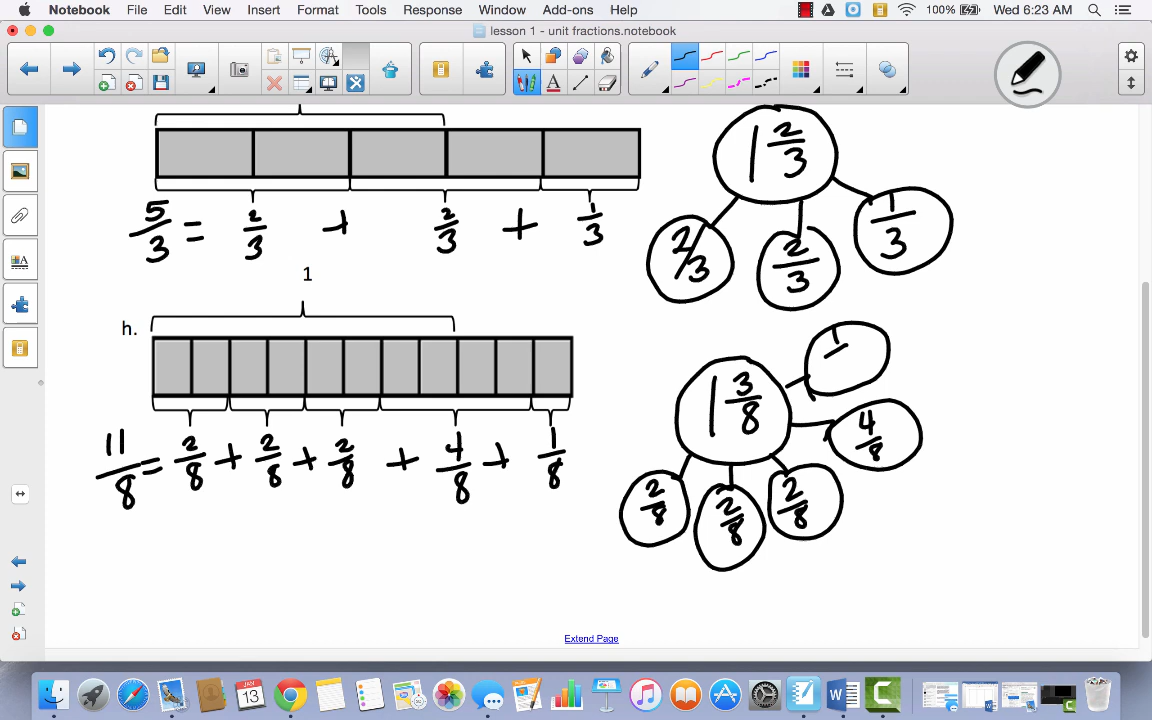 Notebook File Edit View Insert Format Tools Response Window Add-ons Help 100% Wed 6:23 AM
lesson 1 - unit fractions.notebook
1 2/3
5/3 = 2/3 + 2/3 + 1/3
2/3 2/3 1/3
1
h.
1
1 3/8
4/8
11/8 = 2/8 + 2/8 + 2/8 + 4/8 + 1/8
2/8 2/8 2/8
Extend Page
JAN
13